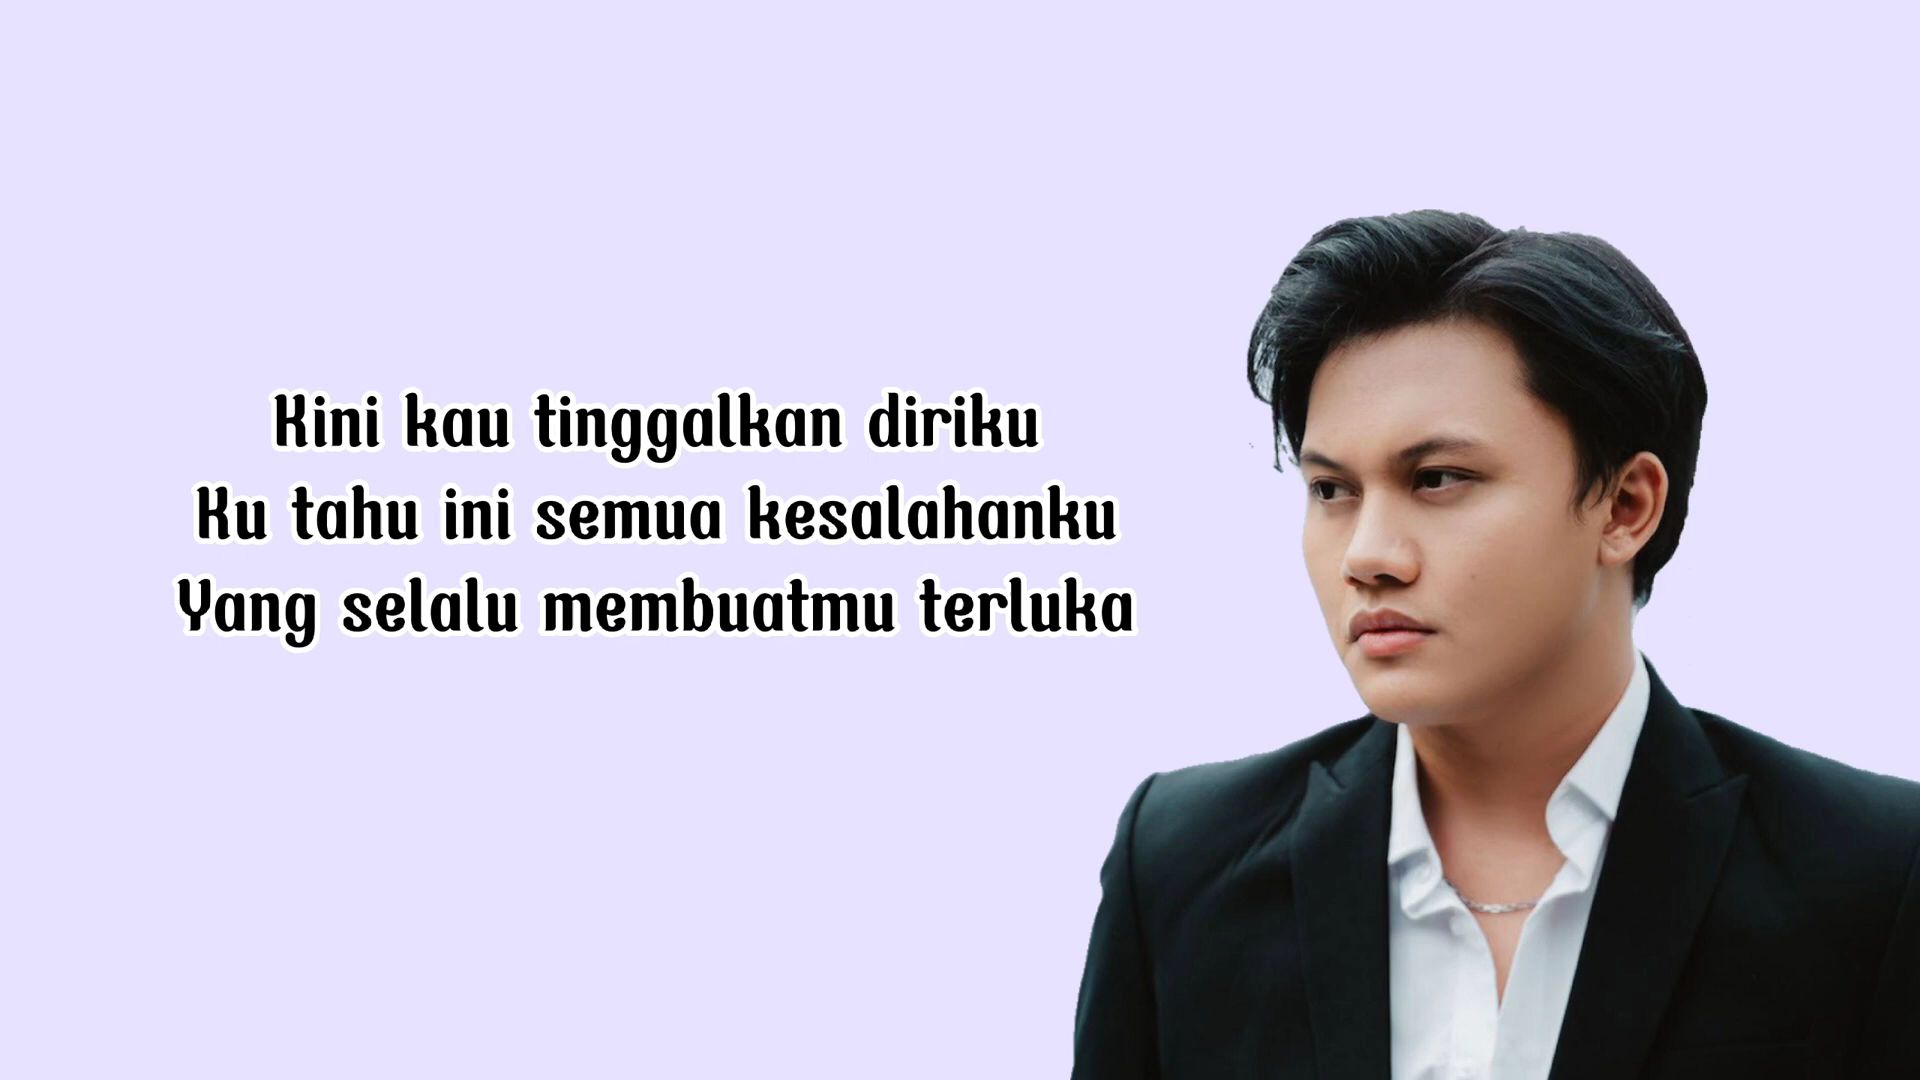 Kini kau tinggalkan diriku
Ku tahu ini semua kesalahanku
Yang selalu membuatmu terluka